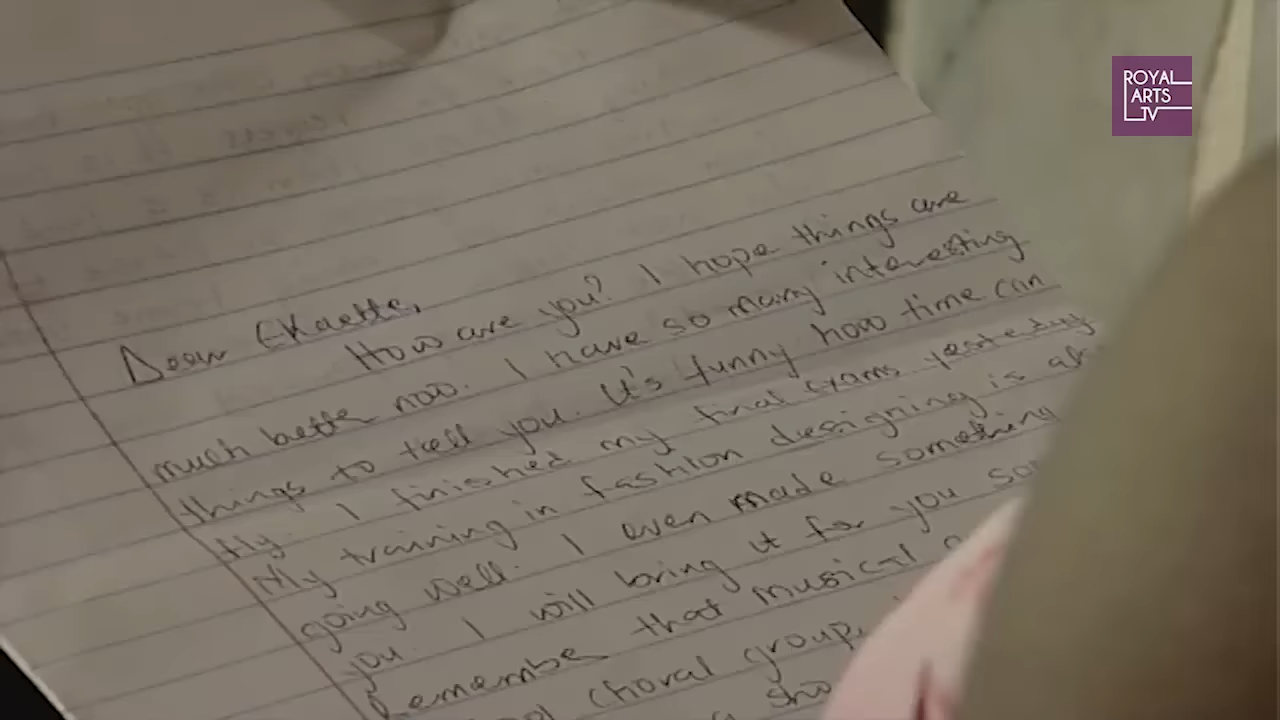 ROYAL
ARTS
TV
Dear Ekaette,
How are you? I hope things are
much better now. I have so many interesting
things to tell you. It's funny how time can
fly. I finished my final exams yesterday
My training in fashion designing is
going well. I even made something
you. I will bring it for you
Remember that musical
choral group,
a sho